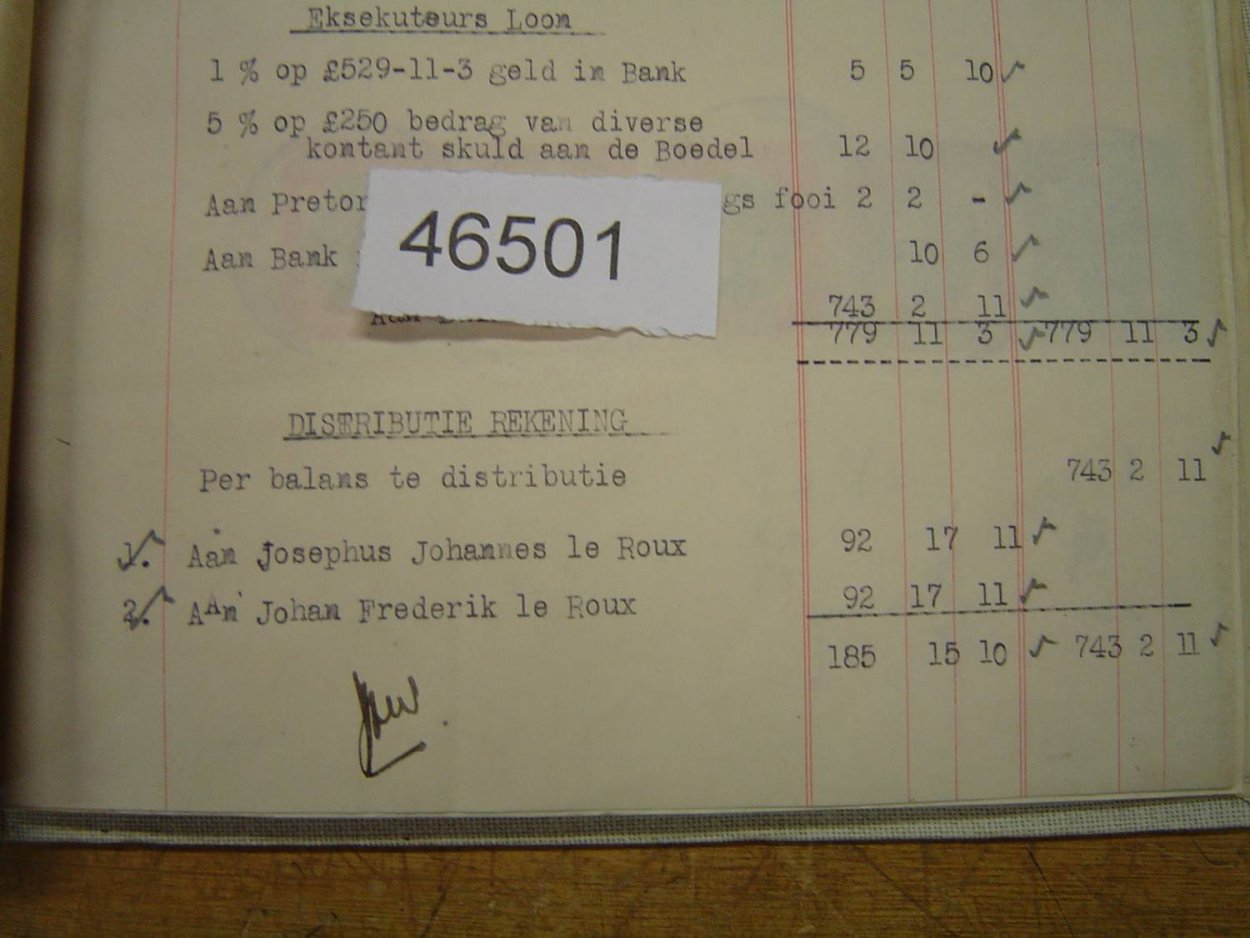 Eksekuteurs Loon
1 % op £529-11-3 geld in Bank 5 5 10
5 % op £250 bedrag van diverse
kontant skuld aan de Boedel 12 10
Aan Pretor gs fooi 2 2 -
46501
Aan Bank 10 6
743 2 11
779 11 3 779 11 3
DISTRIBUTIE REKENING
Per balans te distributie 743 2 11
1. Aan Josephus Johannes le Roux 92 17 11
2. AAn Johan Frederik le Roux 92 17 11
185 15 10 743 2 11